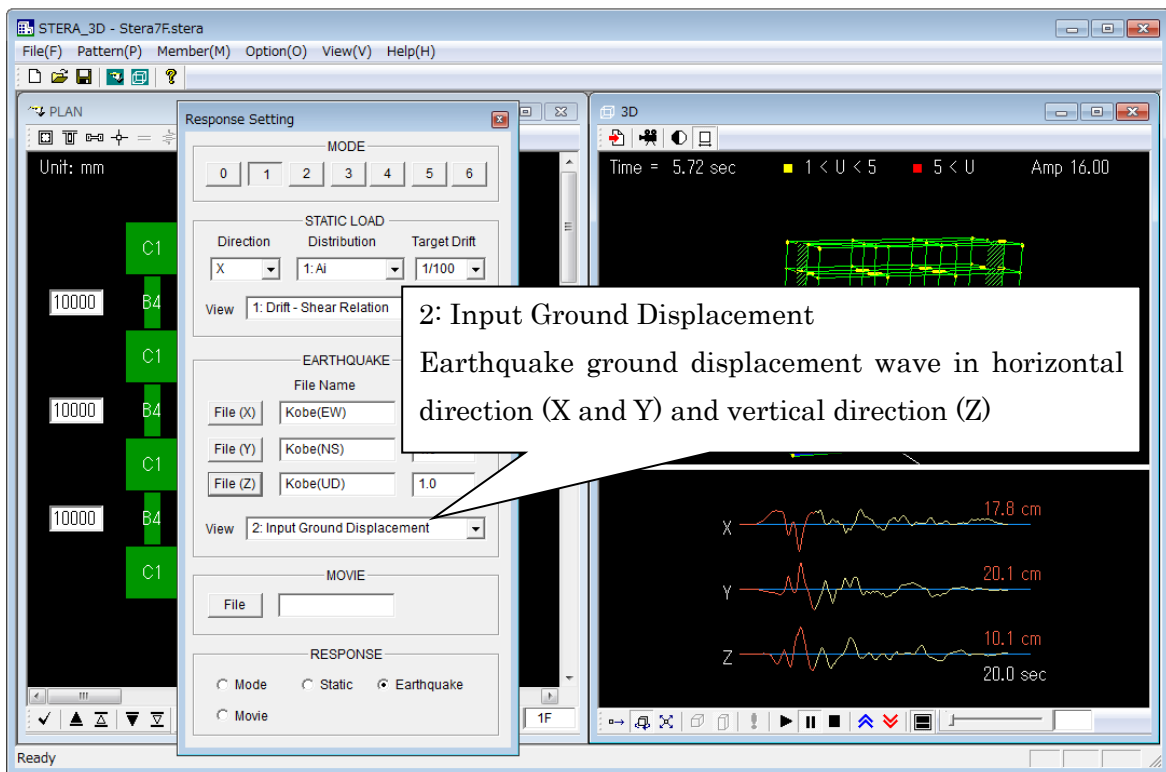 STERA_3D - Stera7F.stera
File(F) Pattern(P) Member(M) Option(O) View(V) Help(H)
PLAN
Unit: mm
C1
10000 B4
C1
10000 B4
C1
10000 B4
C1
1F
Response Setting
MODE
0 1 2 3 4 5 6
STATIC LOAD
Direction Distribution Target Drift
X 1: Ai 1/100
View 1: Drift - Shear Relation
EARTHQUAKE
File Name
File (X) Kobe(EW)
File (Y) Kobe(NS)
File (Z) Kobe(UD) 1.0
View 2: Input Ground Displacement
MOVIE
File
RESPONSE
Mode Static Earthquake
Movie
2: Input Ground Displacement
Earthquake ground displacement wave in horizontal
direction (X and Y) and vertical direction (Z)
3D
Time = 5.72 sec 1 < U < 5 5 < U Amp 16.00
X 17.8 cm
Y 20.1 cm
Z 10.1 cm
20.0 sec
Ready